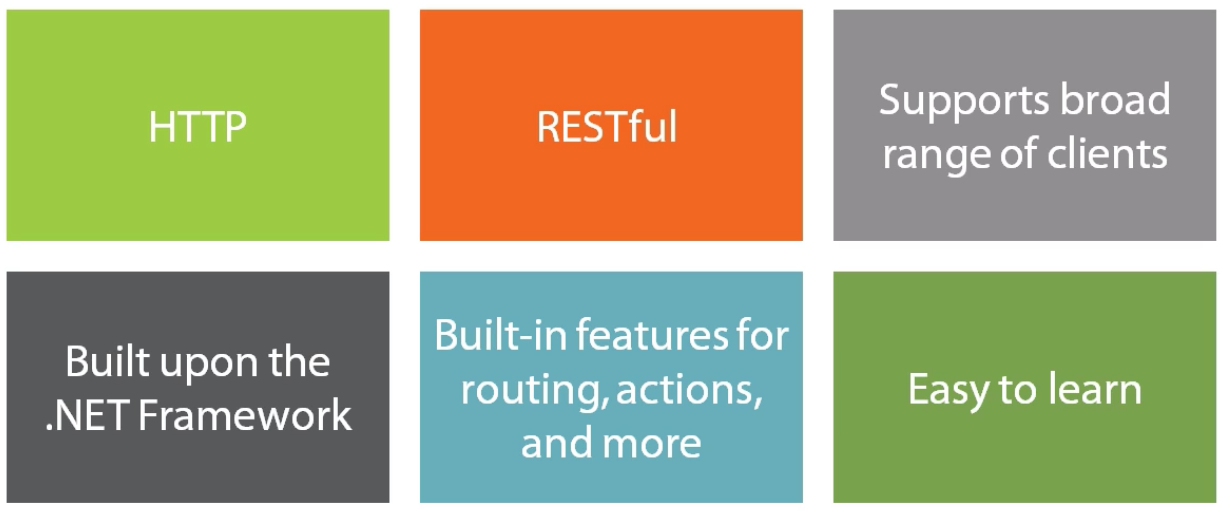 HTTP
RESTful
Supports broad
range of clients
Built upon the
.NET Framework
Built-in features for
routing, actions,
and more
Easy to learn